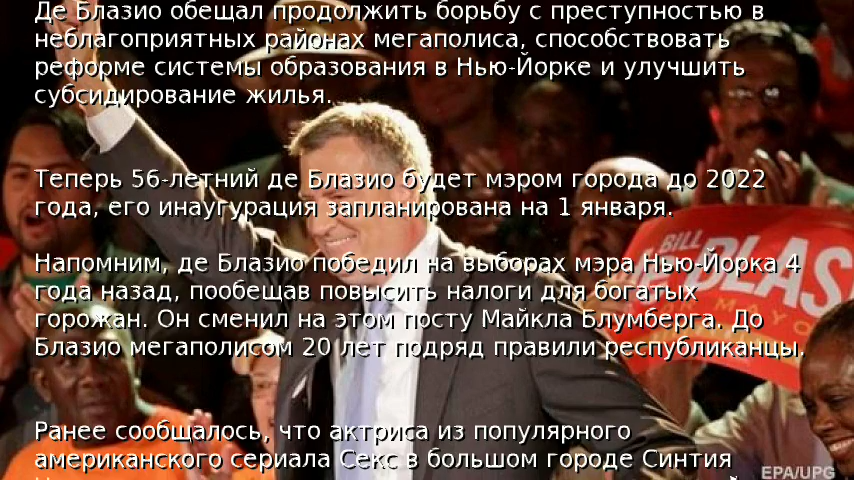 Де Блазио обещал продолжить борьбу с преступностью в
неблагоприятных районах мегаполиса, способствовать
реформе системы образования в Нью-Йорке и улучшить
субсидирование жилья.
Теперь 56-летний де Блазио будет мэром города до 2022
года, его инаугурация запланирована на 1 января.
BILL
BLAS
MAYO
Напомним, де Блазио победил на выборах мэра Нью-Йорка 4
года назад, пообещав повысить налоги для богатых
горожан. Он сменил на этом посту Майкла Блумберга. До
Блазио мегаполисом 20 лет подряд правили республиканцы.
Ранее сообщалось, что актриса из популярного
американского сериала Секс в большом городе Синтия
EPA/UPG